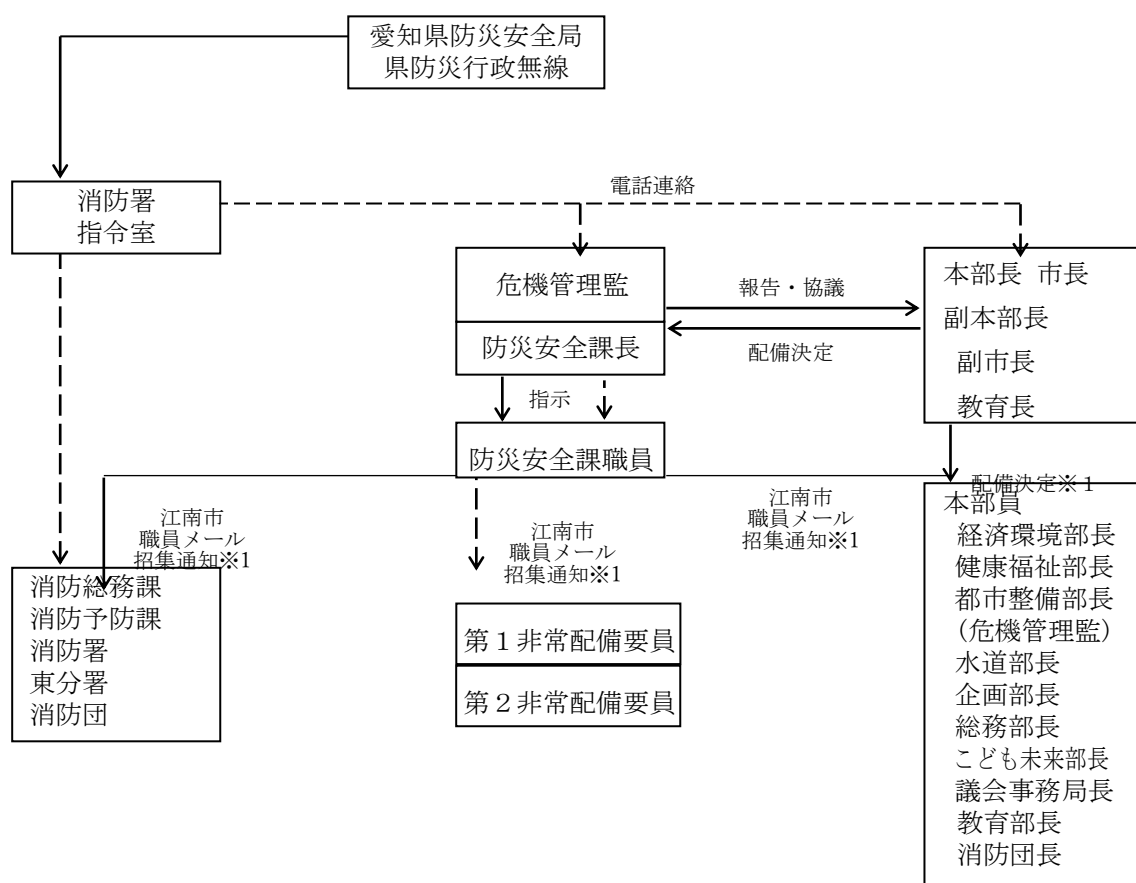 愛知県防災安全局
県防災行政無線
消防署
指令室
電話連絡
危機管理監
防災安全課長
報告・協議
配備決定
本部長 市長
副本部長
副市長
教育長
指示
防災安全課職員
配備決定※1
江南市
職員メール
招集通知※1
江南市
職員メール
招集通知※1
江南市
職員メール
招集通知※1
消防総務課
消防予防課
消防署
東分署
消防団
第1非常配備要員
第2非常配備要員
本部員
経済環境部長
健康福祉部長
都市整備部長
(危機管理監)
水道部長
企画部長
総務部長
こども未来部長
議会事務局長
教育部長
消防団長